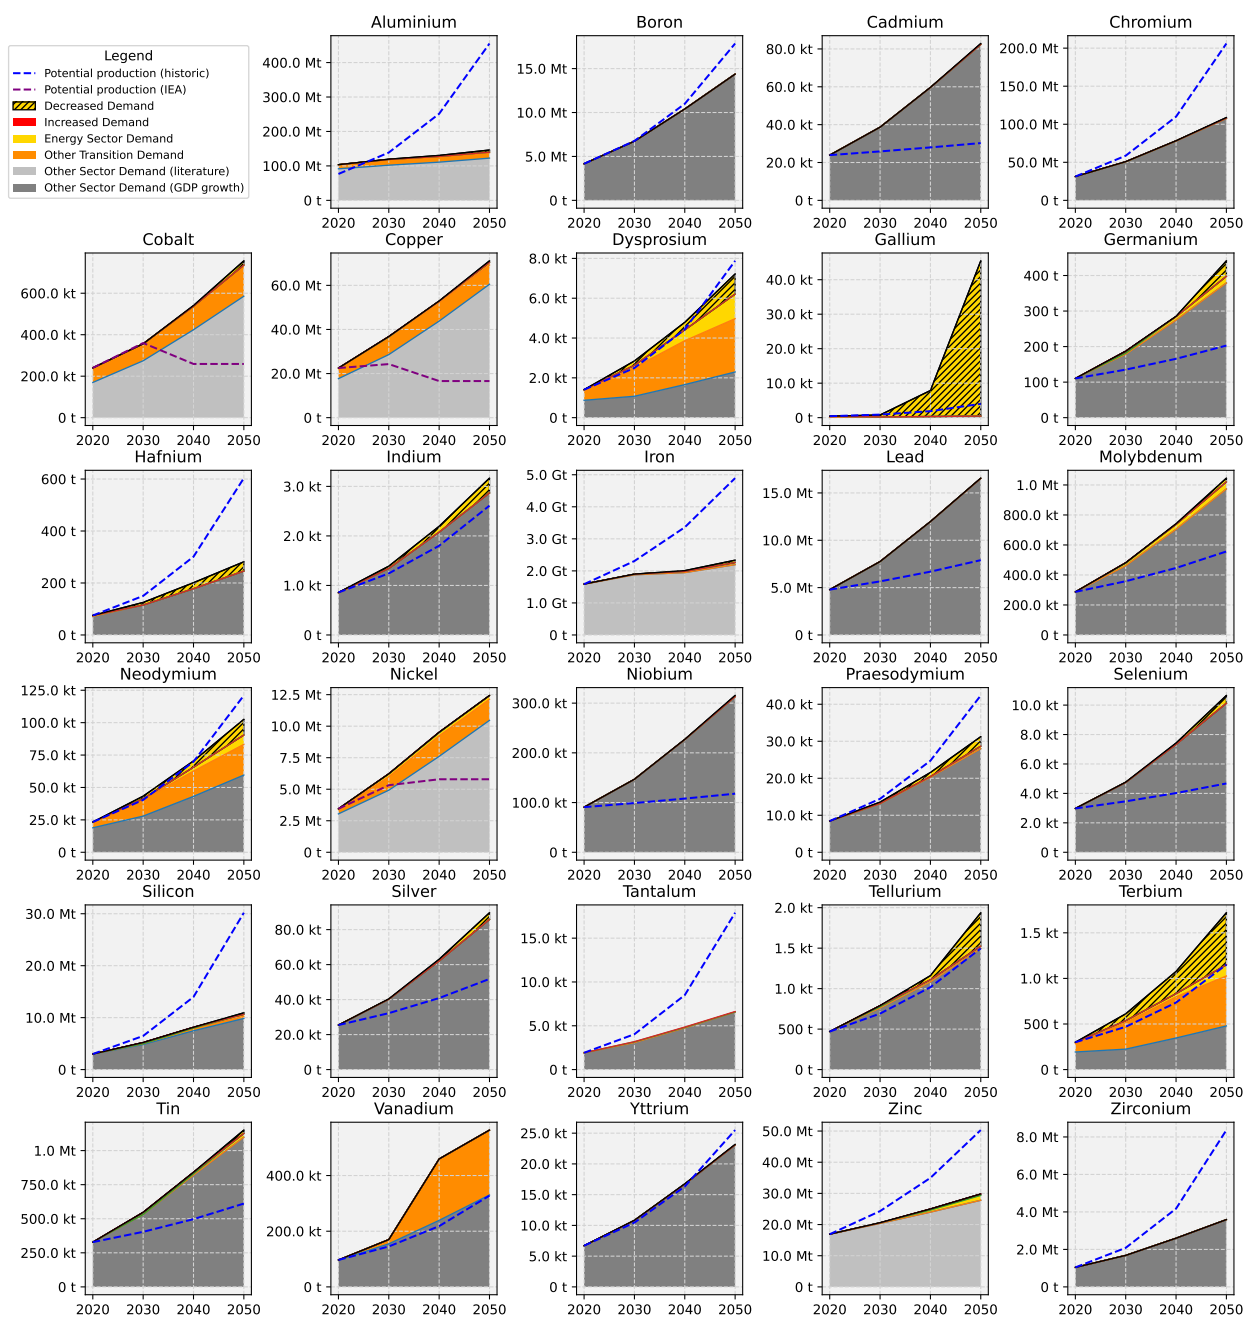 Aluminium
Boron
Cadmium
Chromium
Legend
Potential production (historic)
Potential production (IEA)
Decreased Demand
Increased Demand
Energy Sector Demand
Other Transition Demand
Other Sector Demand (literature)
Other Sector Demand (GDP growth)
400.0 Mt
300.0 Mt
200.0 Mt
100.0 Mt
0 t
2020 2030 2040 2050
15.0 Mt
10.0 Mt
5.0 Mt
0 t
2020 2030 2040 2050
80.0 kt
60.0 kt
40.0 kt
20.0 kt
0 t
2020 2030 2040 2050
200.0 Mt
150.0 Mt
100.0 Mt
50.0 Mt
0 t
2020 2030 2040 2050
Cobalt
600.0 kt
400.0 kt
200.0 kt
0 t
2020 2030 2040 2050
Copper
60.0 Mt
40.0 Mt
20.0 Mt
0 t
2020 2030 2040 2050
Dysprosium
8.0 kt
6.0 kt
4.0 kt
2.0 kt
0 t
2020 2030 2040 2050
Gallium
40.0 kt
30.0 kt
20.0 kt
10.0 kt
0 t
2020 2030 2040 2050
Germanium
400 t
300 t
200 t
100 t
0 t
2020 2030 2040 2050
Hafnium
600 t
400 t
200 t
0 t
2020 2030 2040 2050
Indium
3.0 kt
2.0 kt
1.0 kt
0 t
2020 2030 2040 2050
Iron
5.0 Gt
4.0 Gt
3.0 Gt
2.0 Gt
1.0 Gt
0 t
2020 2030 2040 2050
Lead
15.0 Mt
10.0 Mt
5.0 Mt
0 t
2020 2030 2040 2050
Molybdenum
1.0 Mt
800.0 kt
600.0 kt
400.0 kt
200.0 kt
0 t
2020 2030 2040 2050
Neodymium
125.0 kt
100.0 kt
75.0 kt
50.0 kt
25.0 kt
0 t
2020 2030 2040 2050
Nickel
12.5 Mt
10.0 Mt
7.5 Mt
5.0 Mt
2.5 Mt
0 t
2020 2030 2040 2050
Niobium
300.0 kt
200.0 kt
100.0 kt
0 t
2020 2030 2040 2050
Praesodymium
40.0 kt
30.0 kt
20.0 kt
10.0 kt
0 t
2020 2030 2040 2050
Selenium
10.0 kt
8.0 kt
6.0 kt
4.0 kt
2.0 kt
0 t
2020 2030 2040 2050
Silicon
30.0 Mt
20.0 Mt
10.0 Mt
0 t
2020 2030 2040 2050
Silver
80.0 kt
60.0 kt
40.0 kt
20.0 kt
0 t
2020 2030 2040 2050
Tantalum
15.0 kt
10.0 kt
5.0 kt
0 t
2020 2030 2040 2050
Tellurium
2.0 kt
1.5 kt
1.0 kt
500 t
0 t
2020 2030 2040 2050
Terbium
1.5 kt
1.0 kt
500 t
0 t
2020 2030 2040 2050
Tin
1.0 Mt
750.0 kt
500.0 kt
250.0 kt
0 t
2020 2030 2040 2050
Vanadium
400.0 kt
200.0 kt
0 t
2020 2030 2040 2050
Yttrium
25.0 kt
20.0 kt
15.0 kt
10.0 kt
5.0 kt
0 t
2020 2030 2040 2050
Zinc
50.0 Mt
40.0 Mt
30.0 Mt
20.0 Mt
10.0 Mt
0 t
2020 2030 2040 2050
Zirconium
8.0 Mt
6.0 Mt
4.0 Mt
2.0 Mt
0 t
2020 2030 2040 2050